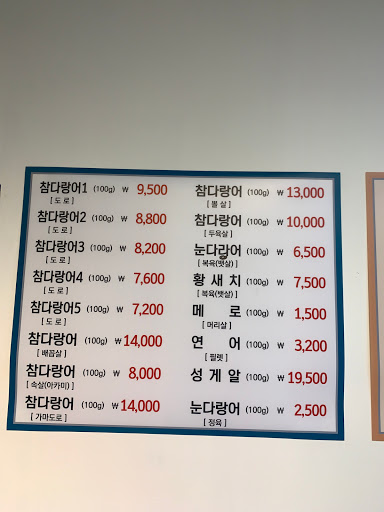 참다랑어1 (100g) ₩ 9,500
[ 도 로 ]
참다랑어2 (100g) ₩ 8,800
[ 도 로 ]
참다랑어3 (100g) ₩ 8,200
[ 도 로 ]
참다랑어4 (100g) ₩ 7,600
[ 도 로 ]
참다랑어5 (100g) ₩ 7,200
[ 도 로 ]
참다랑어 (100g) ₩ 14,000
[ 배꼽살 ]
참다랑어 (100g) ₩ 8,000
[ 속살(아카미) ]
참다랑어 (100g) ₩ 14,000
[ 가마도로 ]
참다랑어 (100g) ₩ 13,000
[ 볼 살 ]
참다랑어 (100g) ₩ 10,000
[ 두육살 ]
눈다랑어 (100g) ₩ 6,500
[ 복육(뱃살) ]
황 새 치 (100g) ₩ 7,500
[ 복육(뱃살) ]
메 로 (100g) ₩ 1,500
[ 머리살 ]
연 어 (100g) ₩ 3,200
[ 필렛 ]
성 게 알 (100g) ₩ 19,500
눈다랑어 (100g) ₩ 2,500
[ 정육 ]